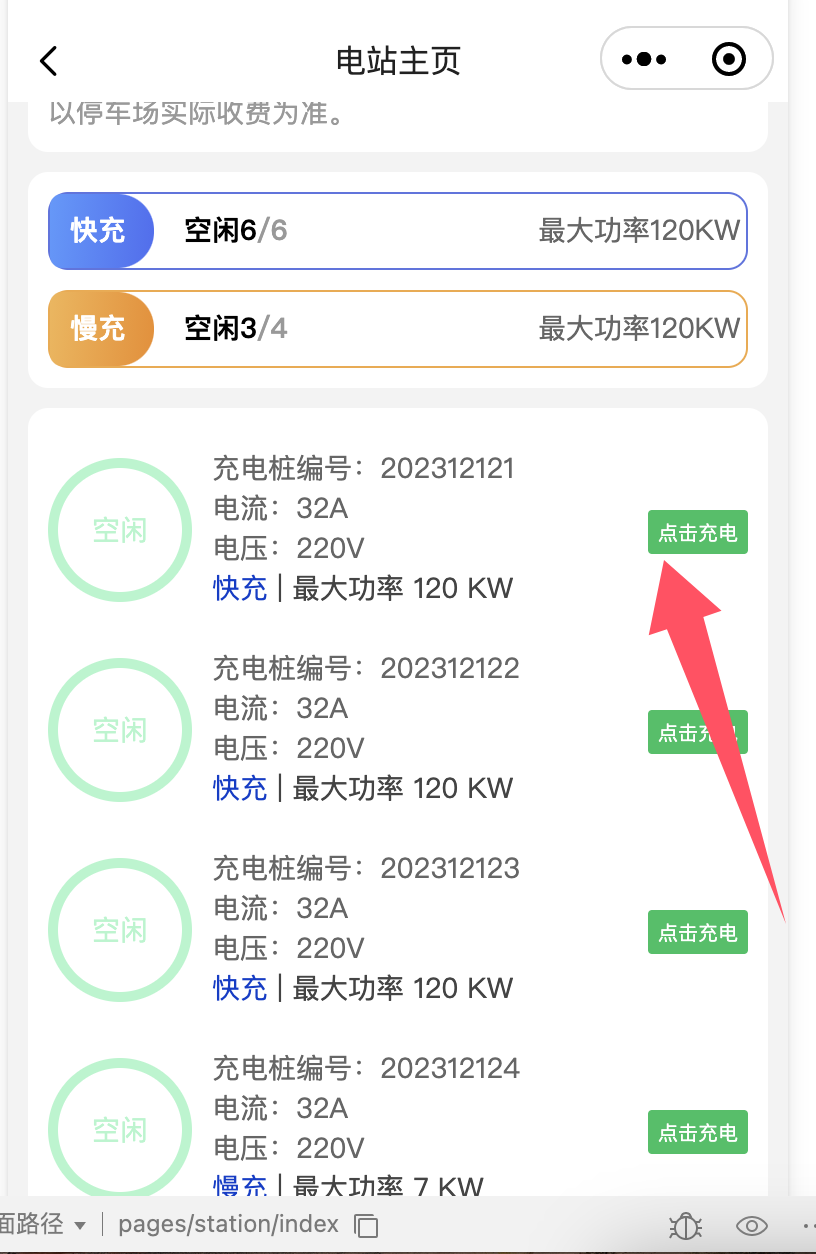 电站主页
以停车场实际收费为准。
快充 空闲6/6 最大功率120KW
慢充 空闲3/4 最大功率120KW
空闲
充电桩编号：202312121
电流：32A
电压：220V
快充 | 最大功率 120 KW
点击充电
空闲
充电桩编号：202312122
电流：32A
电压：220V
快充 | 最大功率 120 KW
点击充电
空闲
充电桩编号：202312123
电流：32A
电压：220V
快充 | 最大功率 120 KW
点击充电
空闲
充电桩编号：202312124
电流：32A
电压：220V
慢充 | 最大功率 7 KW
点击充电
面路径 pages/station/index